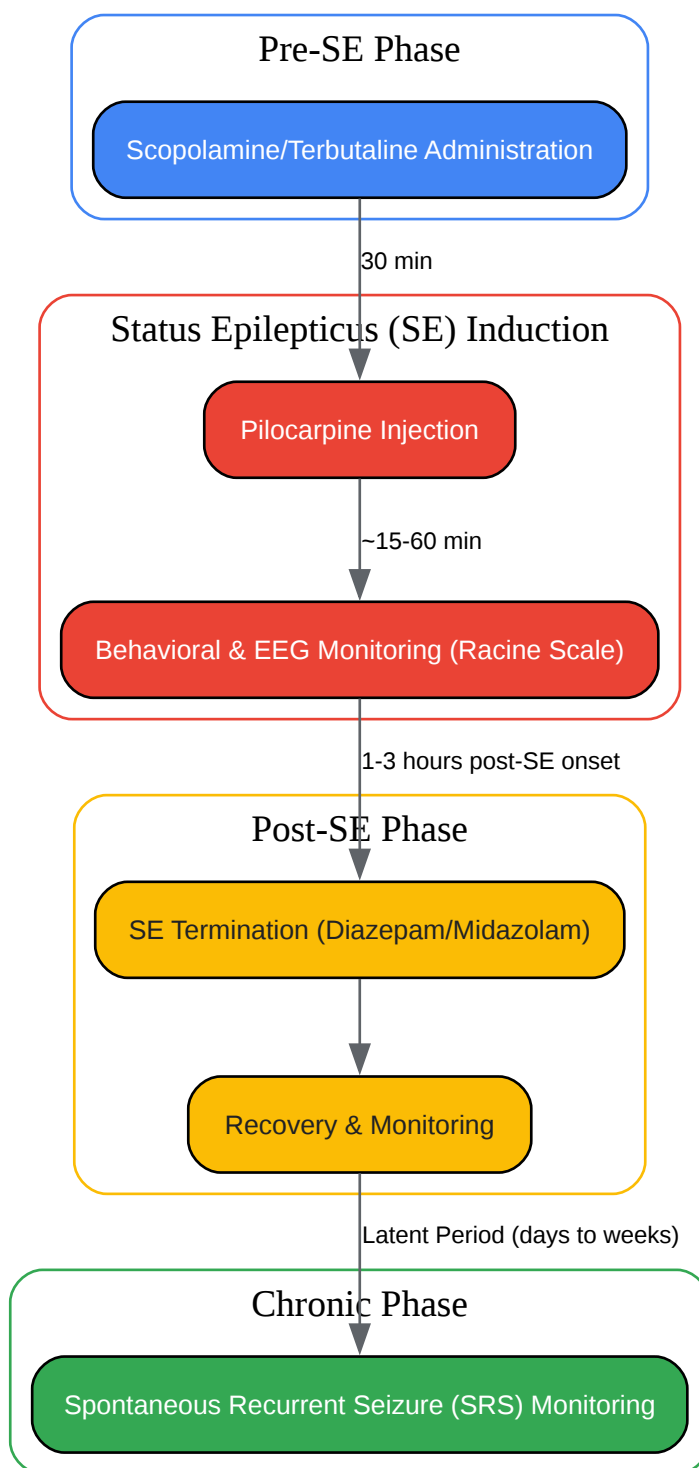 Pre-SE Phase
Scopolamine/Terbutaline Administration
30 min
Status Epilepticus (SE) Induction
Pilocarpine Injection
~15-60 min
Behavioral & EEG Monitoring (Racine Scale)
1-3 hours post-SE onset
Post-SE Phase
SE Termination (Diazepam/Midazolam)
Recovery & Monitoring
Latent Period (days to weeks)
Chronic Phase
Spontaneous Recurrent Seizure (SRS) Monitoring